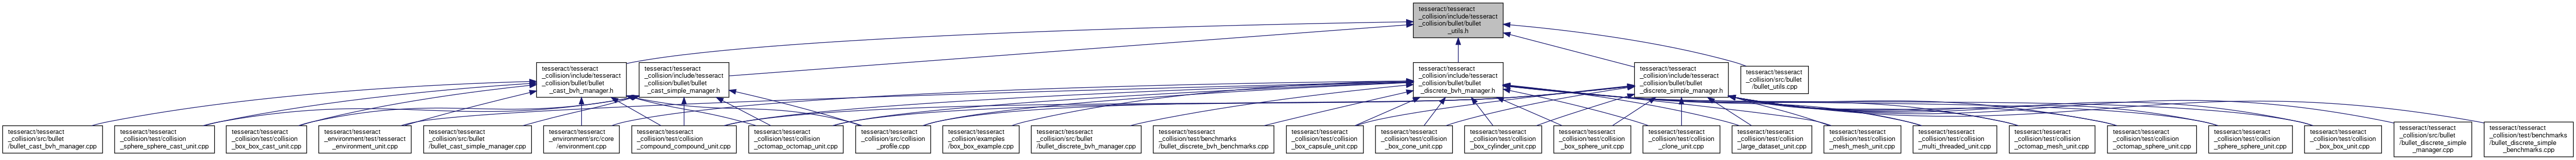 tesseract/tesseract
_collision/include/tesseract
_collision/bullet/bullet
_utils.h
tesseract/tesseract
_collision/include/tesseract
_collision/bullet/bullet
_cast_bvh_manager.h
tesseract/tesseract
_collision/include/tesseract
_collision/bullet/bullet
_cast_simple_manager.h
tesseract/tesseract
_collision/include/tesseract
_collision/bullet/bullet
_discrete_bvh_manager.h
tesseract/tesseract
_collision/include/tesseract
_collision/bullet/bullet
_discrete_simple_manager.h
tesseract/tesseract
_collision/src/bullet
/bullet_utils.cpp
tesseract/tesseract
_collision/src/bullet
/bullet_cast_bvh_manager.cpp
tesseract/tesseract
_collision/test/collision
_sphere_sphere_cast_unit.cpp
tesseract/tesseract
_collision/test/collision
_box_box_cast_unit.cpp
tesseract/tesseract
_environment/test/tesseract
_environment_unit.cpp
tesseract/tesseract
_collision/src/bullet
/bullet_cast_simple_manager.cpp
tesseract/tesseract
_environment/src/core
/environment.cpp
tesseract/tesseract
_collision/test/collision
_compound_compound_unit.cpp
tesseract/tesseract
_collision/test/collision
_octomap_octomap_unit.cpp
tesseract/tesseract
_collision/test/collision
_profile.cpp
tesseract/tesseract
_collision/examples
/box_box_example.cpp
tesseract/tesseract
_collision/src/bullet
/bullet_discrete_bvh_manager.cpp
tesseract/tesseract
_collision/test/benchmarks
/bullet_discrete_bvh_benchmarks.cpp
tesseract/tesseract
_collision/test/collision
_box_capsule_unit.cpp
tesseract/tesseract
_collision/test/collision
_box_cone_unit.cpp
tesseract/tesseract
_collision/test/collision
_box_cylinder_unit.cpp
tesseract/tesseract
_collision/test/collision
_box_sphere_unit.cpp
tesseract/tesseract
_collision/test/collision
_clone_unit.cpp
tesseract/tesseract
_collision/test/collision
_large_dataset_unit.cpp
tesseract/tesseract
_collision/test/collision
_mesh_mesh_unit.cpp
tesseract/tesseract
_collision/test/collision
_multi_threaded_unit.cpp
tesseract/tesseract
_collision/test/collision
_octomap_mesh_unit.cpp
tesseract/tesseract
_collision/test/collision
_octomap_sphere_unit.cpp
tesseract/tesseract
_collision/test/collision
_sphere_sphere_unit.cpp
tesseract/tesseract
_collision/test/collision
_box_box_unit.cpp
tesseract/tesseract
_collision/src/bullet
/bullet_discrete_simple
_manager.cpp
tesseract/tesseract
_collision/test/benchmarks
/bullet_discrete_simple
_benchmarks.cpp